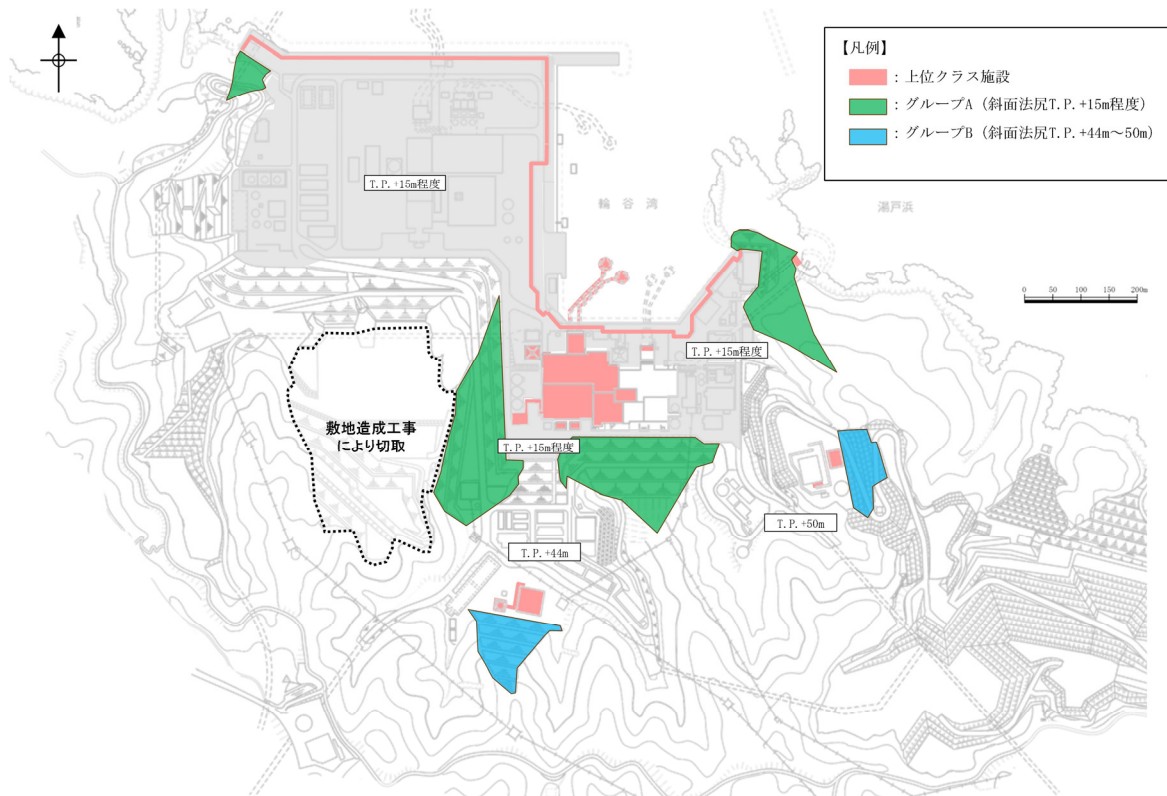 【凡例】
：上位クラス施設
：グループA（斜面法尻T.P.+15m程度）
：グループB（斜面法尻T.P.+44m～50m）
T.P.+15m程度
輪谷湾
湯戸浜
0 50 100 150 200m
T.P.+15m程度
敷地造成工事
により切取
T.P.+15m程度
T.P.+50m
T.P.+44m